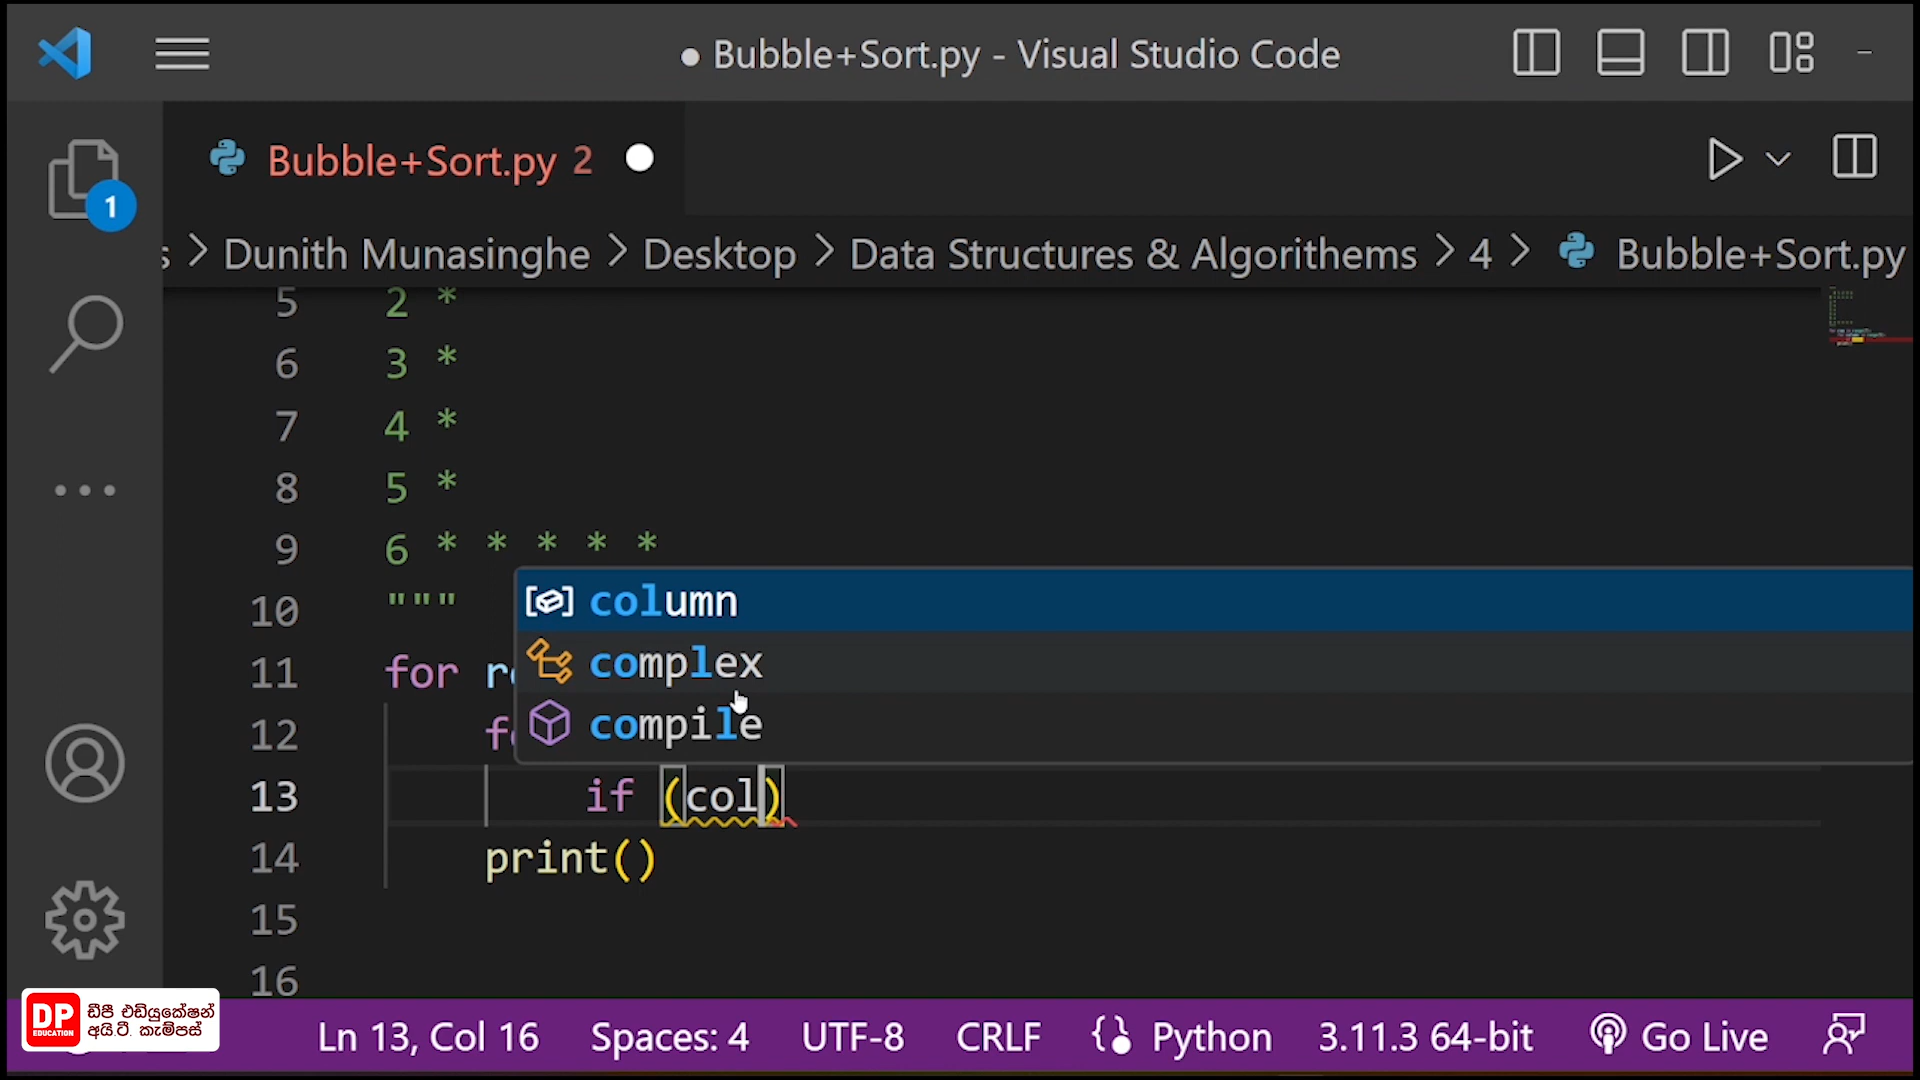 ● Bubble+Sort.py - Visual Studio Code
Bubble+Sort.py 2
1
s > Dunith Munasinghe > Desktop > Data Structures & Algorithems > 4 > Bubble+Sort.py
5 2 *
6 3 *
7 4 *
8 5 *
9 6 * * * * *
10 """
column
complex
compile
11 for r
12 f
13 if (col)
14 print()
15
16
DP EDUCATION
ඩීපී එඩියුකේෂන්
අයි.ටී. කැම්පස්
Ln 13, Col 16 Spaces: 4 UTF-8 CRLF Python 3.11.3 64-bit Go Live